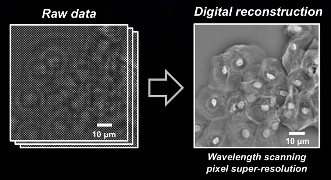 Raw data
Digital reconstruction
10 μm
10 μm
Wavelength scanning
pixel super-resolution